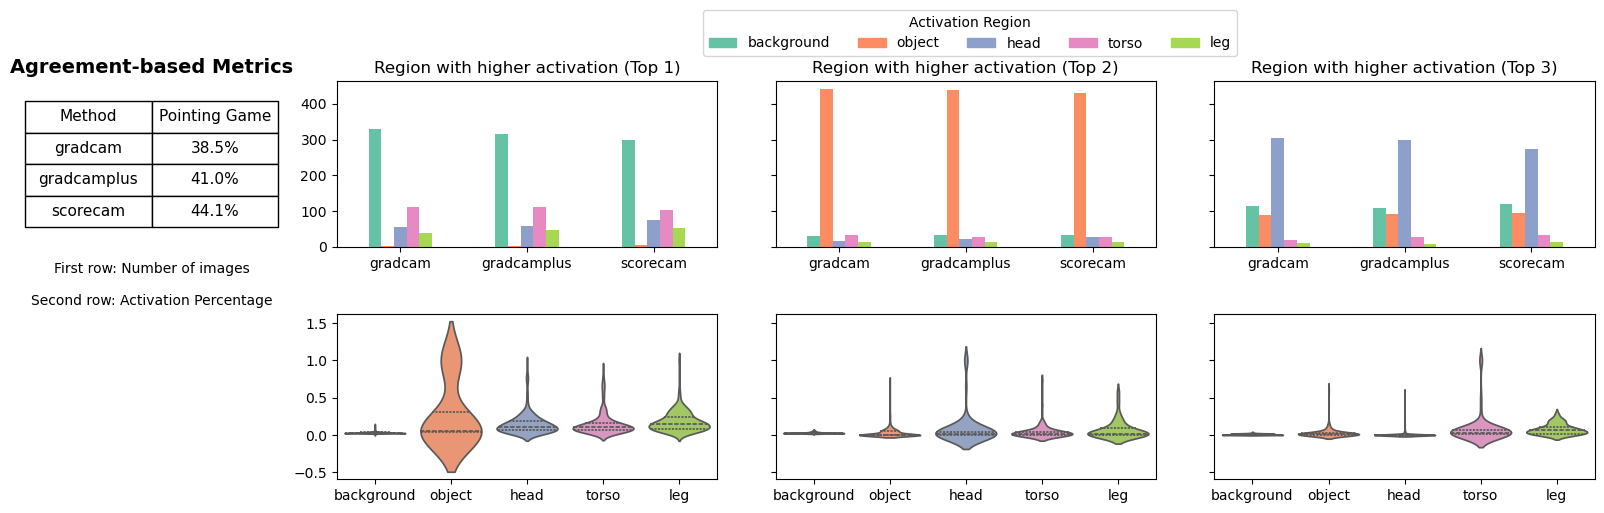 Activation Region
background object head torso leg
Agreement-based Metrics
Method Pointing Game
gradcam 38.5%
gradcamplus 41.0%
scorecam 44.1%
First row: Number of images
Second row: Activation Percentage
Region with higher activation (Top 1)
400
300
200
100
0
gradcam gradcamplus scorecam
Region with higher activation (Top 2)
gradcam gradcamplus scorecam
Region with higher activation (Top 3)
gradcam gradcamplus scorecam
1.5
1.0
0.5
0.0
−0.5
background object head torso leg
background object head torso leg
background object head torso leg